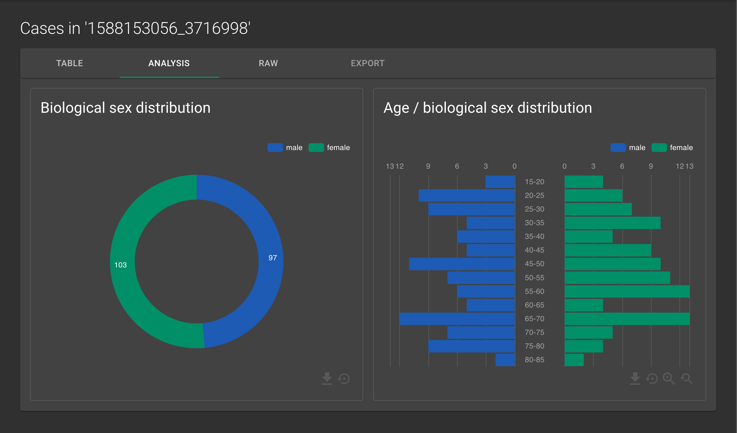 Cases in '1588153056_3716998'
TABLE ANALYSIS RAW EXPORT
Biological sex distribution
male female
97
103
Age / biological sex distribution
male female
13 12 9 6 3 0 0 3 6 9 12 13
15-20
20-25
25-30
30-35
35-40
40-45
45-50
50-55
55-60
60-65
65-70
70-75
75-80
80-85